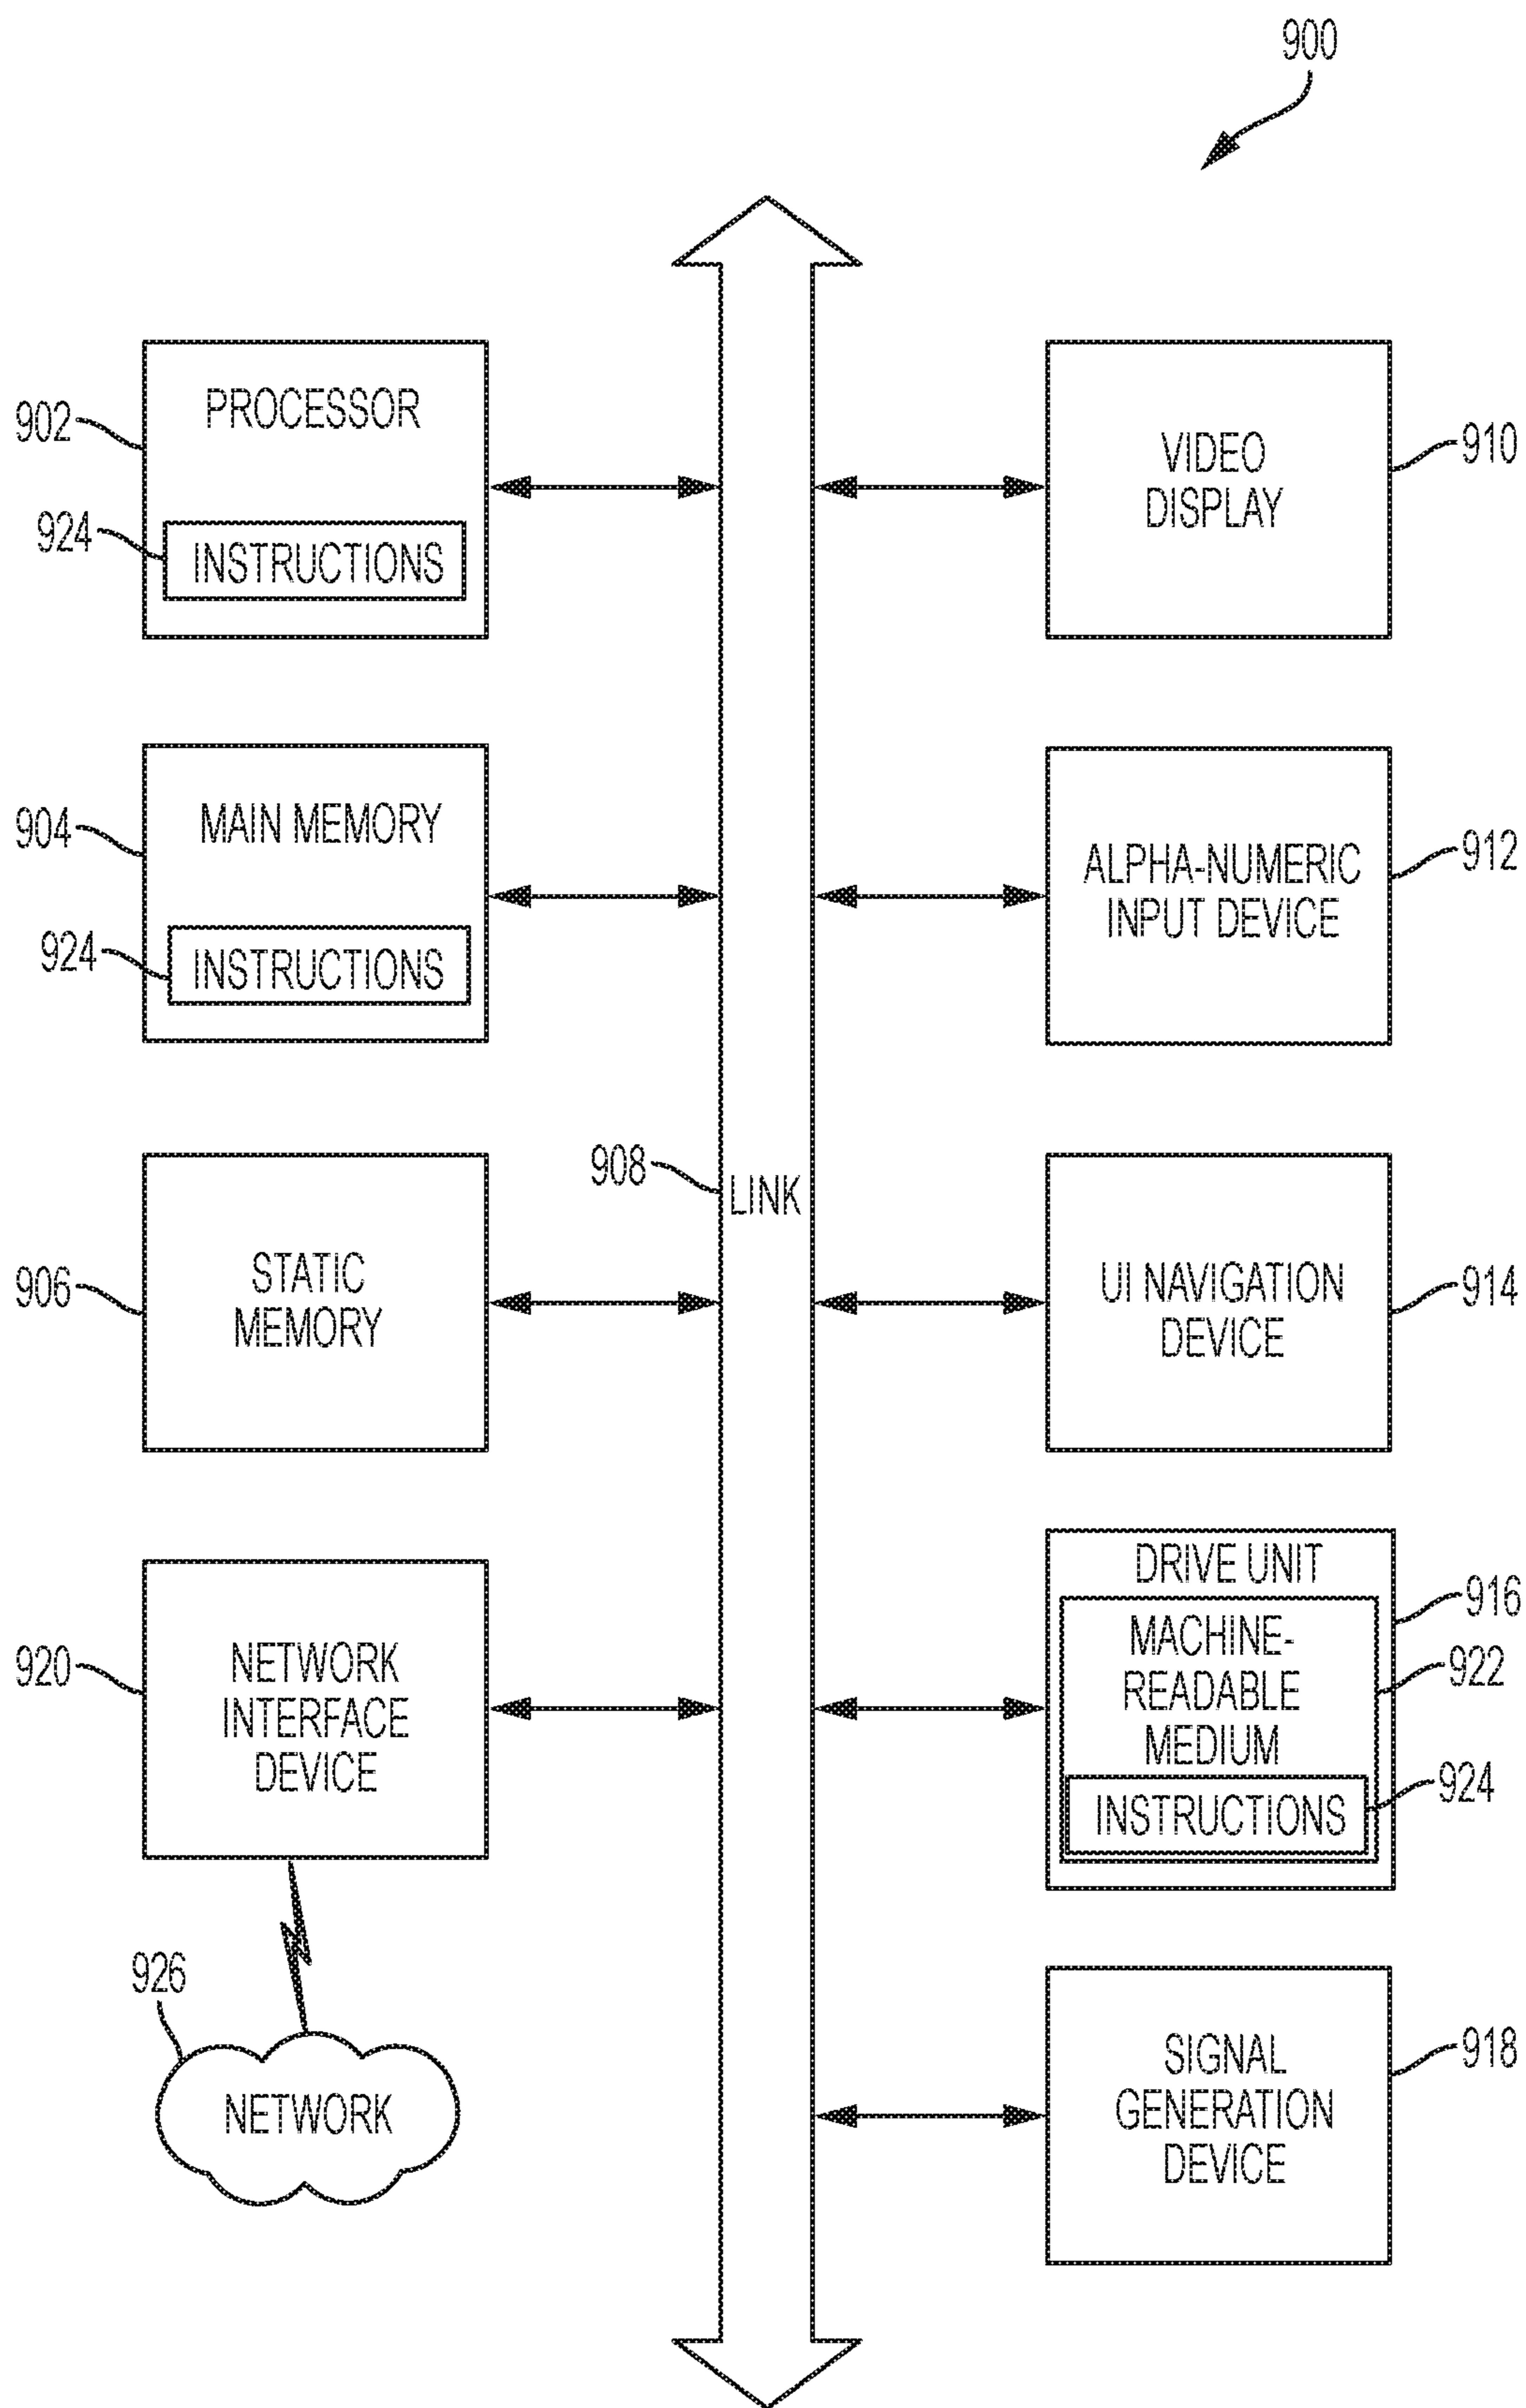 900
902
PROCESSOR
924
INSTRUCTIONS
904
MAIN MEMORY
924
INSTRUCTIONS
906
STATIC
MEMORY
920
NETWORK
INTERFACE
DEVICE
926
NETWORK
908
LINK
VIDEO
DISPLAY
910
ALPHA-NUMERIC
INPUT DEVICE
912
UI NAVIGATION
DEVICE
914
DRIVE UNIT
916
MACHINE-
READABLE
MEDIUM
922
INSTRUCTIONS
924
SIGNAL
GENERATION
DEVICE
918